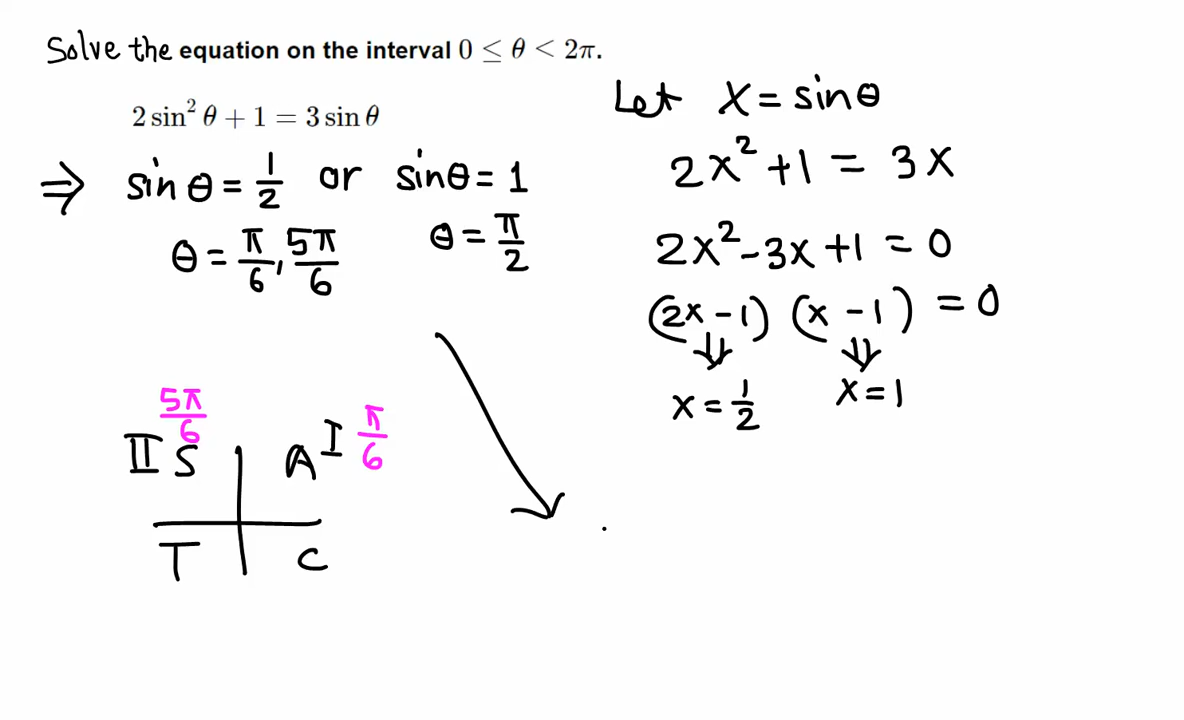 Solve the equation on the interval 0 ≤ θ < 2π.
2 sin² θ + 1 = 3 sin θ
⇒ sin θ = 1/2 or sinθ = 1
θ = π/6, 5π/6
θ = π/2
Let x = sinθ
2x² + 1 = 3x
2x² - 3x + 1 = 0
(2x - 1) (x - 1) = 0
⇓ ⇓
x = 1/2
x = 1
5π/6
II S
A I π/6
T C